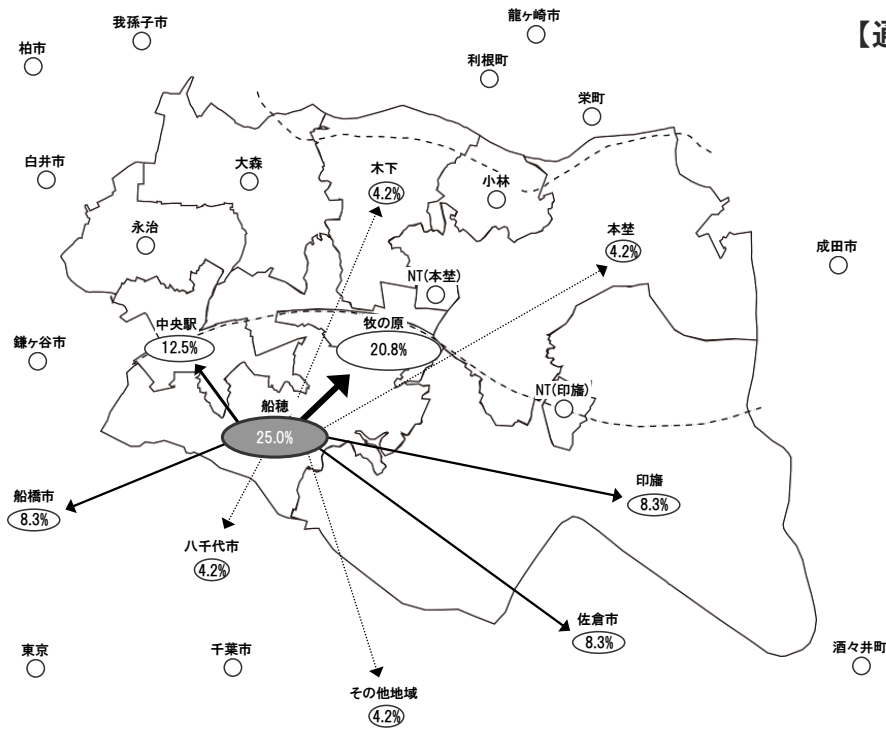 龍ヶ崎市
我孫子市
【通
柏市
利根町
栄町
白井市
大森
木下
4.2%
小林
永治
本埜
4.2%
成田市
NT(本埜)
中央駅
12.5%
牧の原
20.8%
鎌ヶ谷市
NT(印旛)
船穂
25.0%
船橋市
8.3%
印旛
8.3%
八千代市
4.2%
佐倉市
8.3%
東京
千葉市
酒々井町
その他地域
4.2%